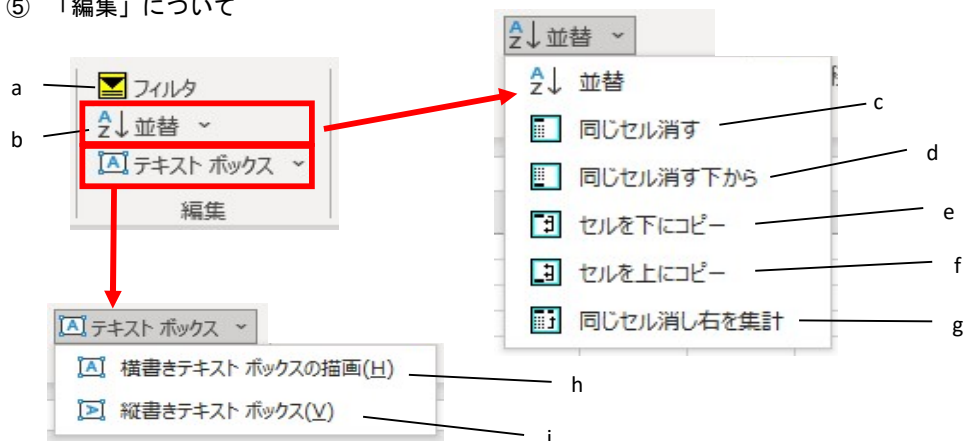 ⑤ 「編集」について
a
フィルタ
b
並替
テキスト ボックス
編集
並替
並替
同じセル消す
c
同じセル消す下から
d
セルを下にコピー
e
セルを上にコピー
f
同じセル消し右を集計
g
テキスト ボックス
横書きテキスト ボックスの描画(H)
h
縦書きテキスト ボックス(V)
i